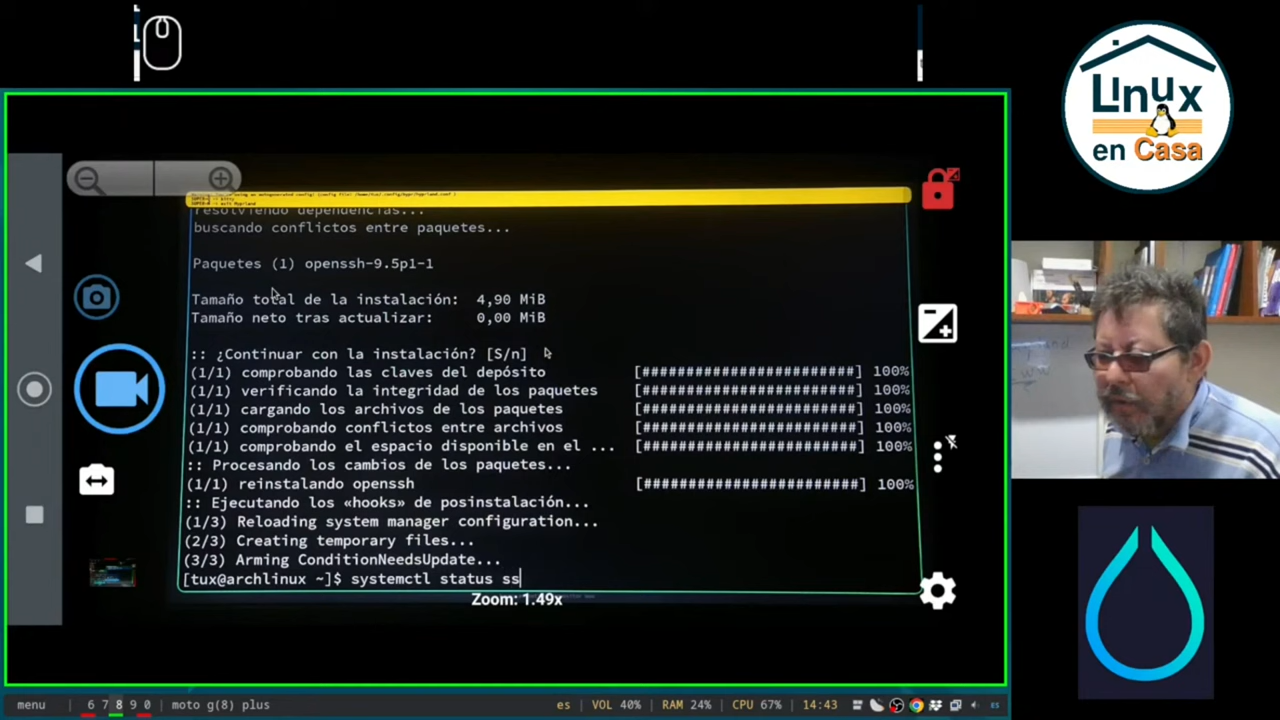 Linux
en Casa
SUPER+Q -> kitty
SUPER+M -> exit Hyprland
resolviendo dependencias...
buscando conflictos entre paquetes...
Paquetes (1) openssh-9.5p1-1
Tamaño total de la instalación: 4,90 MiB
Tamaño neto tras actualizar: 0,00 MiB
:: ¿Continuar con la instalación? [S/n]
(1/1) comprobando las claves del depósito [#######################] 100%
(1/1) verificando la integridad de los paquetes [#######################] 100%
(1/1) cargando los archivos de los paquetes [#######################] 100%
(1/1) comprobando conflictos entre archivos [#######################] 100%
(1/1) comprobando el espacio disponible en el ... [#######################] 100%
:: Procesando los cambios de los paquetes...
(1/1) reinstalando openssh [#######################] 100%
:: Ejecutando los «hooks» de posinstalación...
(1/3) Reloading system manager configuration...
(2/3) Creating temporary files...
(3/3) Arming ConditionNeedsUpdate...
[tux@archlinux ~]$ systemctl status ss
Zoom: 1.49x
menu 6 7 8 9 0 moto g(8) plus es VOL 40% RAM 24% CPU 67% 14:43 ES